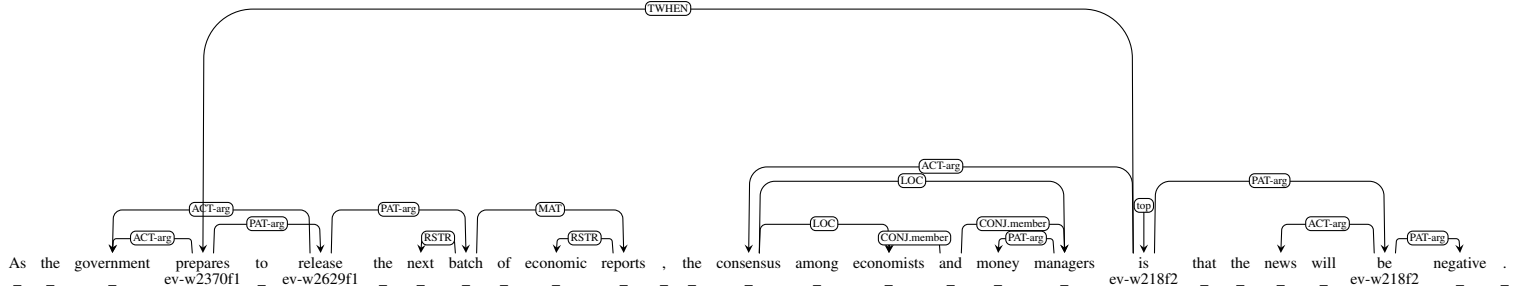 TWHEN
ACT-arg
LOC
PAT-arg
top
ACT-arg PAT-arg MAT
PAT-arg LOC CONJ.member ACT-arg
ACT-arg RSTR RSTR CONJ.member PAT-arg PAT-arg
As the government prepares to release the next batch of economic reports , the consensus among economists and money managers is that the news will be negative .
ev-w2370f1 ev-w2629f1 ev-w218f2 ev-w218f2
_ _ _ _ _ _ _ _ _ _ _ _ _ _ _ _ _ _ _ _ _ _ _